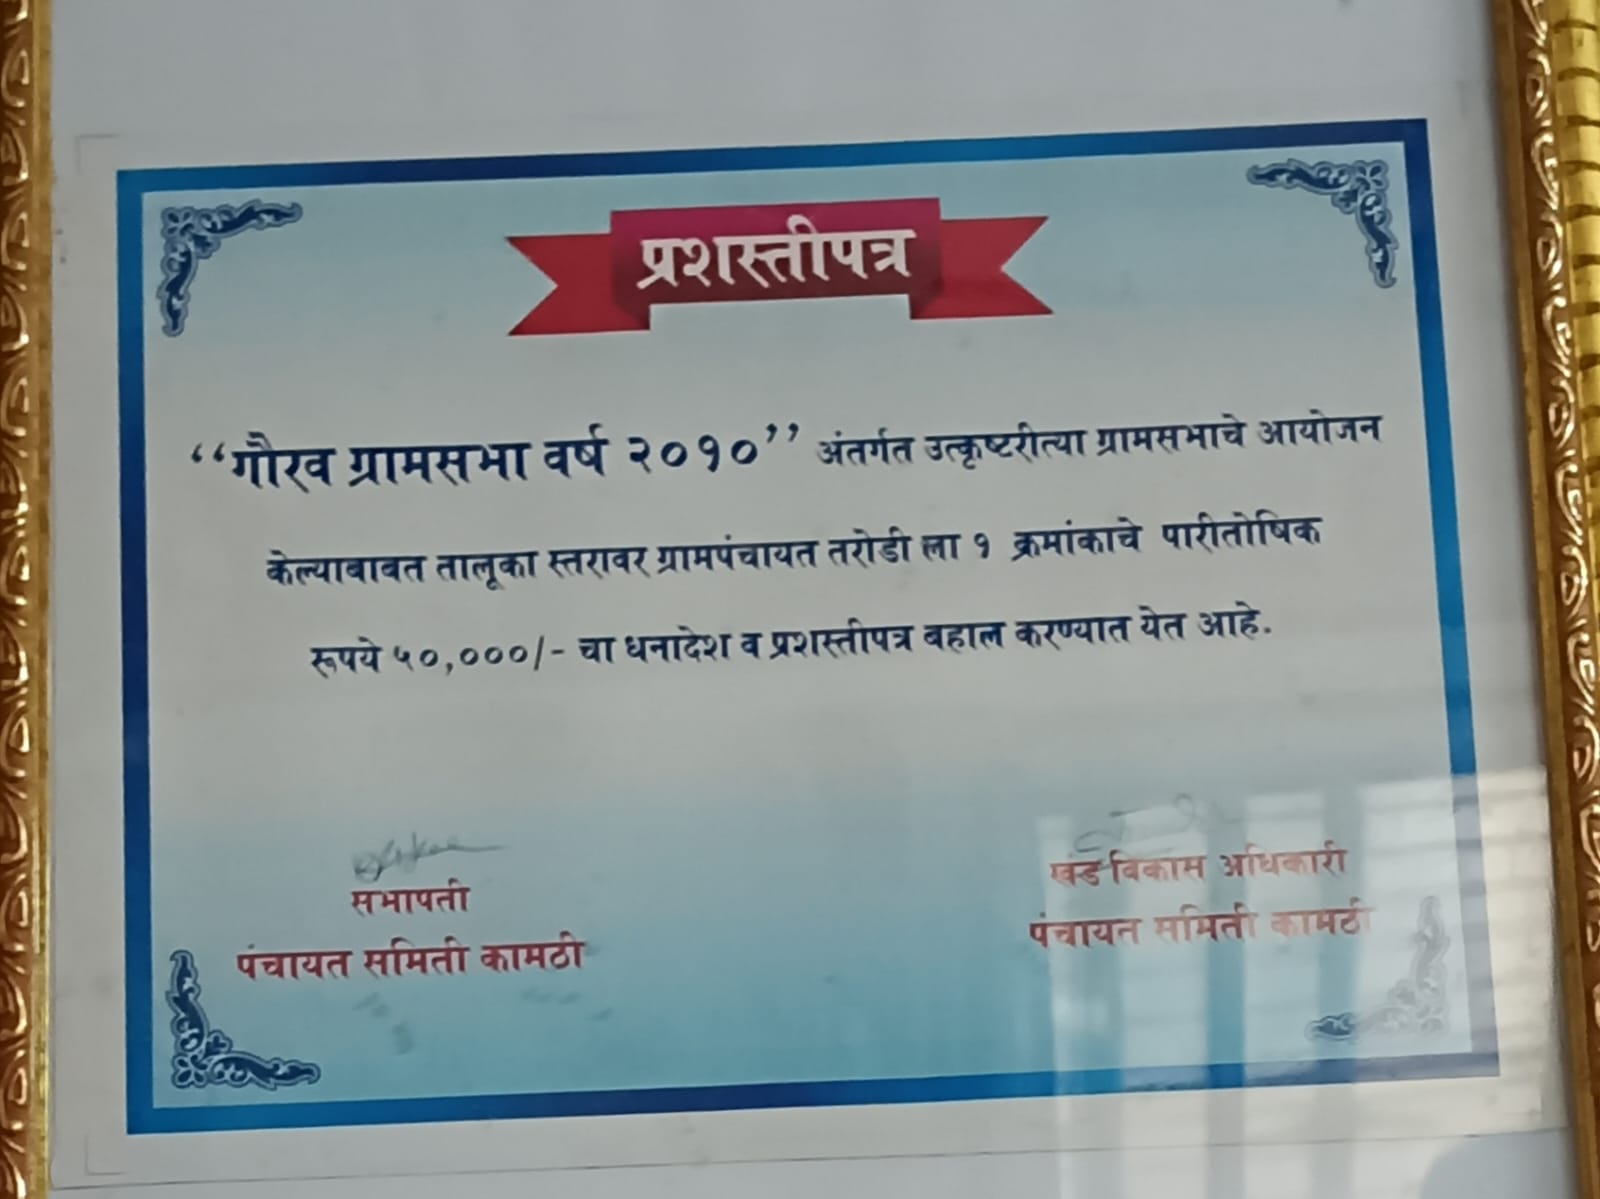 प्रशस्तीपत्र
“गौरव ग्रामसभा वर्ष २०१०” अंतर्गत उत्कृष्टरीत्या ग्रामसभाचे आयोजन
केल्याबाबत तालूका स्तरावर ग्रामपंचायत तरोडी ला १ क्रमांकाचे पारीतोषिक
रूपये ५०,०००/- चा धनादेश व प्रशस्तीपत्र बहाल करण्यात येत आहे.
सभापती
पंचायत समिती कामठी
खंड विकास अधिकारी
पंचायत समिती कामठी